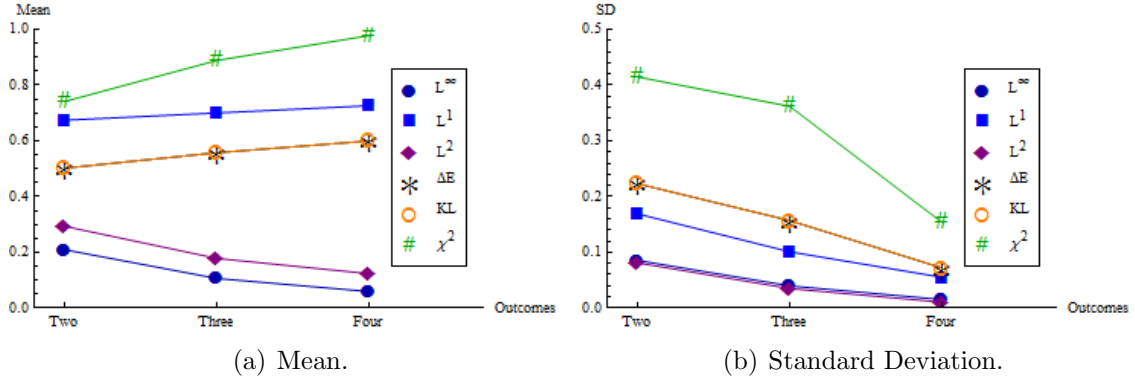 Mean
1.0
0.8
0.6
0.4
0.2
0.0
Two
Three
Four
Outcomes
L∞
L1
L2
ΔE
KL
χ2
(a) Mean.
SD
0.5
0.4
0.3
0.2
0.1
0.0
Two
Three
Four
Outcomes
L∞
L1
L2
ΔE
KL
χ2
(b) Standard Deviation.